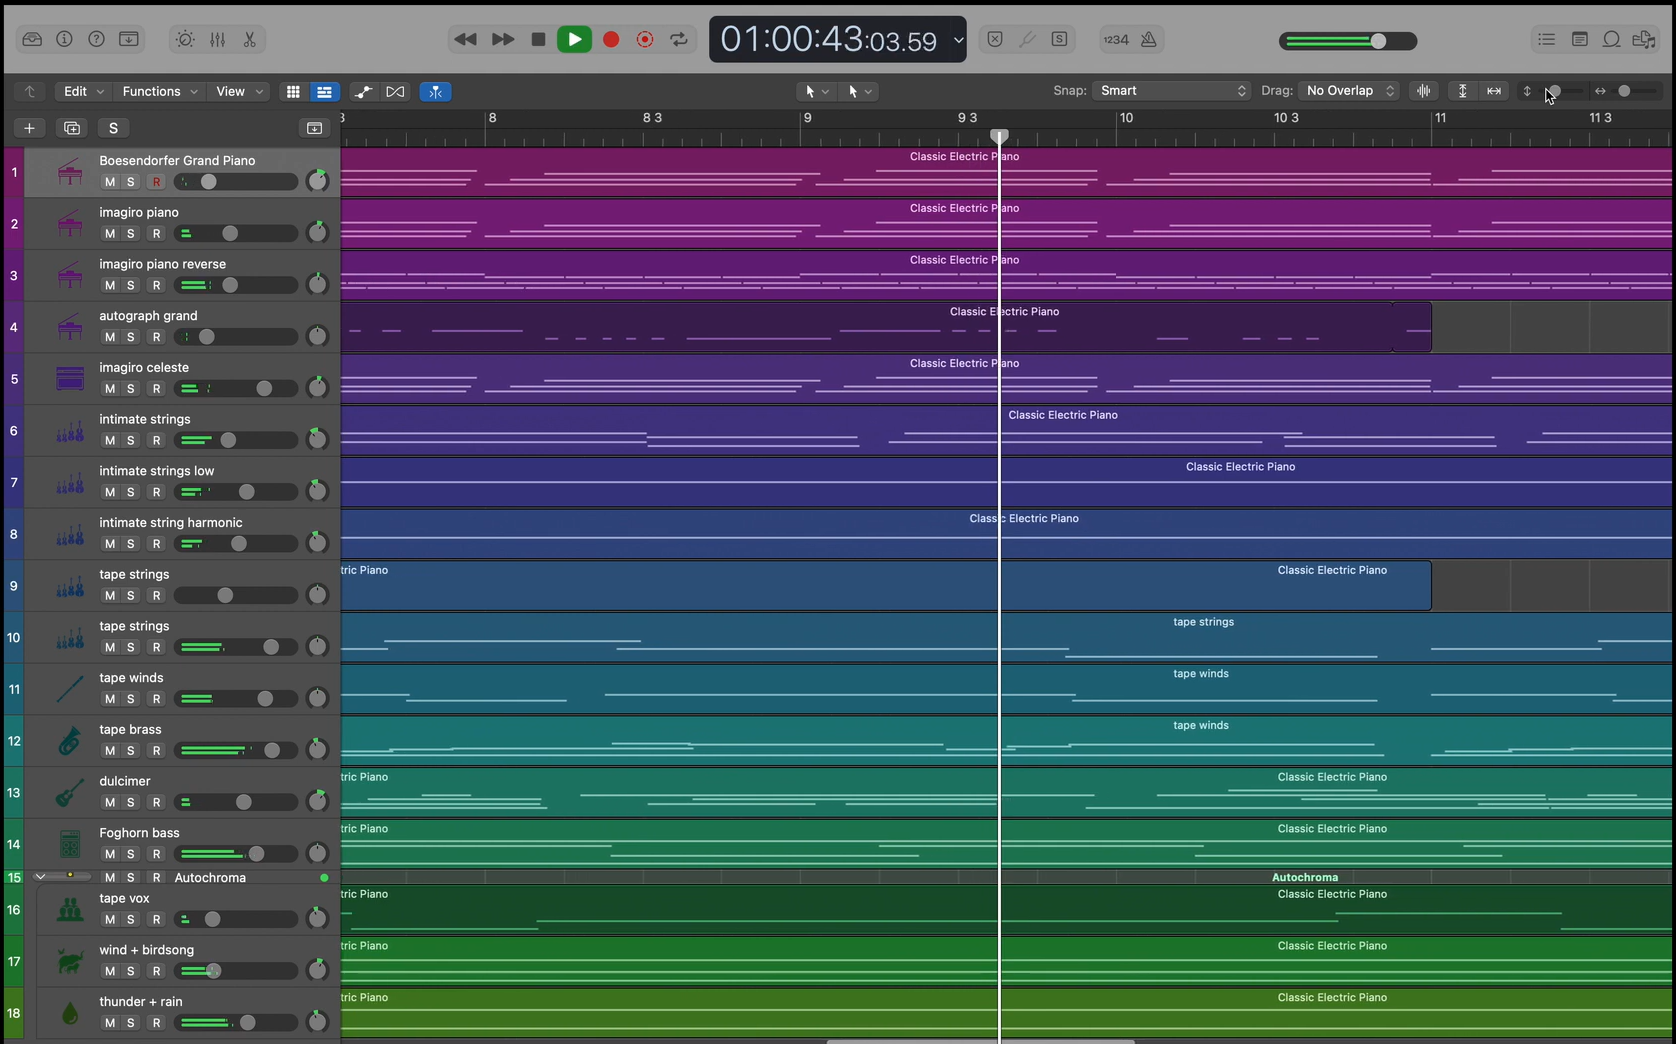 01:00:43:03.59
1234
Edit Functions View Snap: Smart Drag: No Overlap
S
8 8 3 9 9 3 10 10 3 11 11 3
1 Boesendorfer Grand Piano Classic Electric Piano
M S R
2 imagiro piano Classic Electric Piano
M S R
3 imagiro piano reverse Classic Electric Piano
M S R
4 autograph grand Classic Electric Piano
M S R
5 imagiro celeste Classic Electric Piano
M S R
6 intimate strings Classic Electric Piano
M S R
7 intimate strings low Classic Electric Piano
M S R
8 intimate string harmonic Classic Electric Piano
M S R
9 tape strings tric Piano Classic Electric Piano
M S R
10 tape strings tape strings
M S R
11 tape winds tape winds
M S R
12 tape brass tape winds
M S R
13 dulcimer tric Piano Classic Electric Piano
M S R
14 Foghorn bass tric Piano Classic Electric Piano
M S R
15 M S R Autochroma Autochroma
16 tape vox tric Piano Classic Electric Piano
M S R
17 wind + birdsong tric Piano Classic Electric Piano
M S R
18 thunder + rain tric Piano Classic Electric Piano
M S R